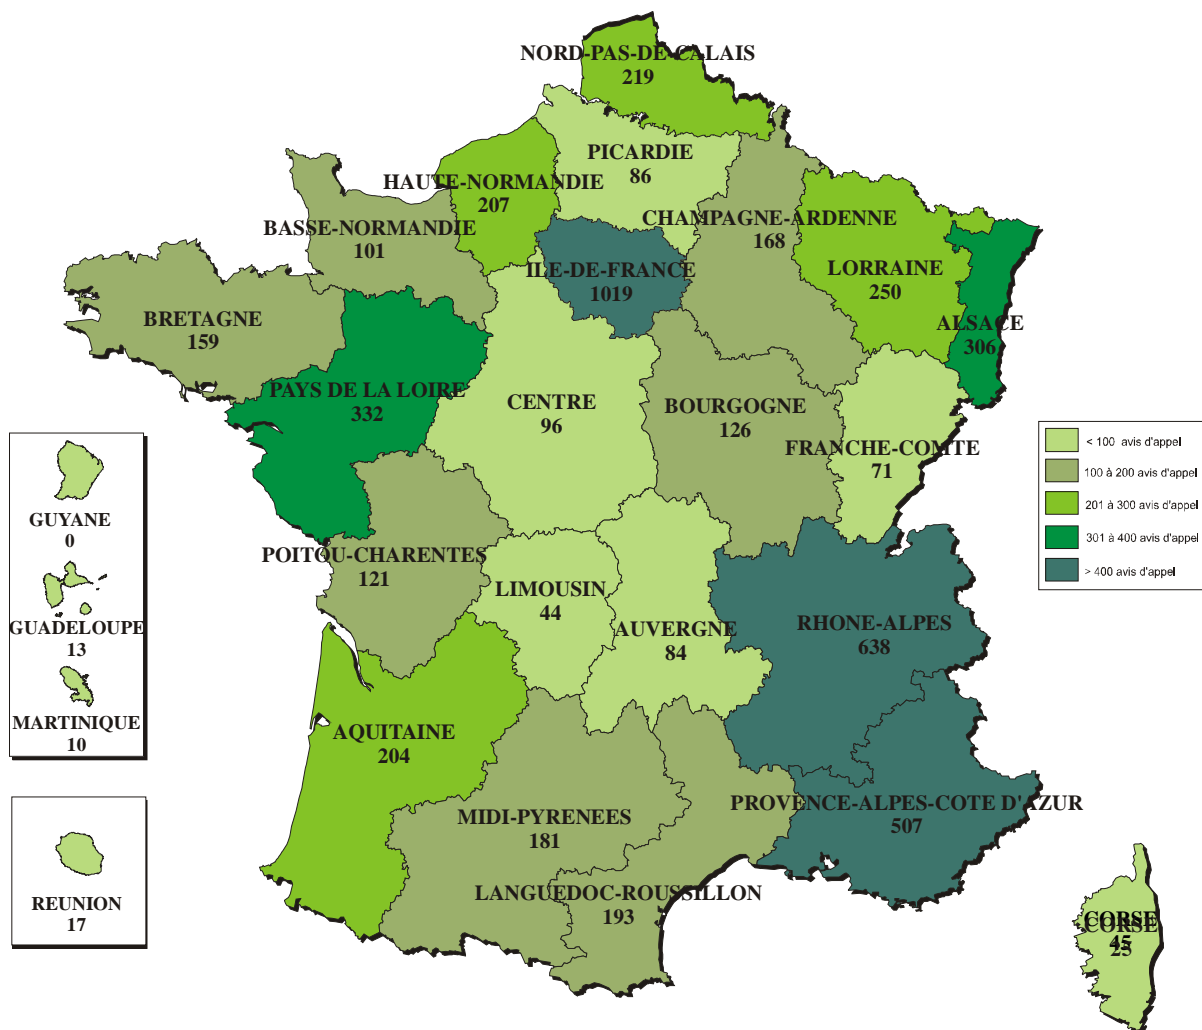 NORD-PAS-DE-CALAIS
219
PICARDIE
86
HAUTE-NORMANDIE
207
CHAMPAGNE-ARDENNE
168
BASSE-NORMANDIE
101
ILE-DE-FRANCE
1019
LORRAINE
250
BRETAGNE
159
ALSACE
306
PAYS DE LA LOIRE
332
CENTRE
96
BOURGOGNE
126
FRANCHE-COMTE
71
POITOU-CHARENTES
121
LIMOUSIN
44
AUVERGNE
84
RHONE-ALPES
638
AQUITAINE
204
MIDI-PYRENEES
181
PROVENCE-ALPES-COTE D'AZUR
507
LANGUEDOC-ROUSSILLON
193
CORSE
45
CORSE
25
GUYANE
0
GUADELOUPE
13
MARTINIQUE
10
REUNION
17
< 100 avis d'appel
100 à 200 avis d'appel
201 à 300 avis d'appel
301 à 400 avis d'appel
> 400 avis d'appel